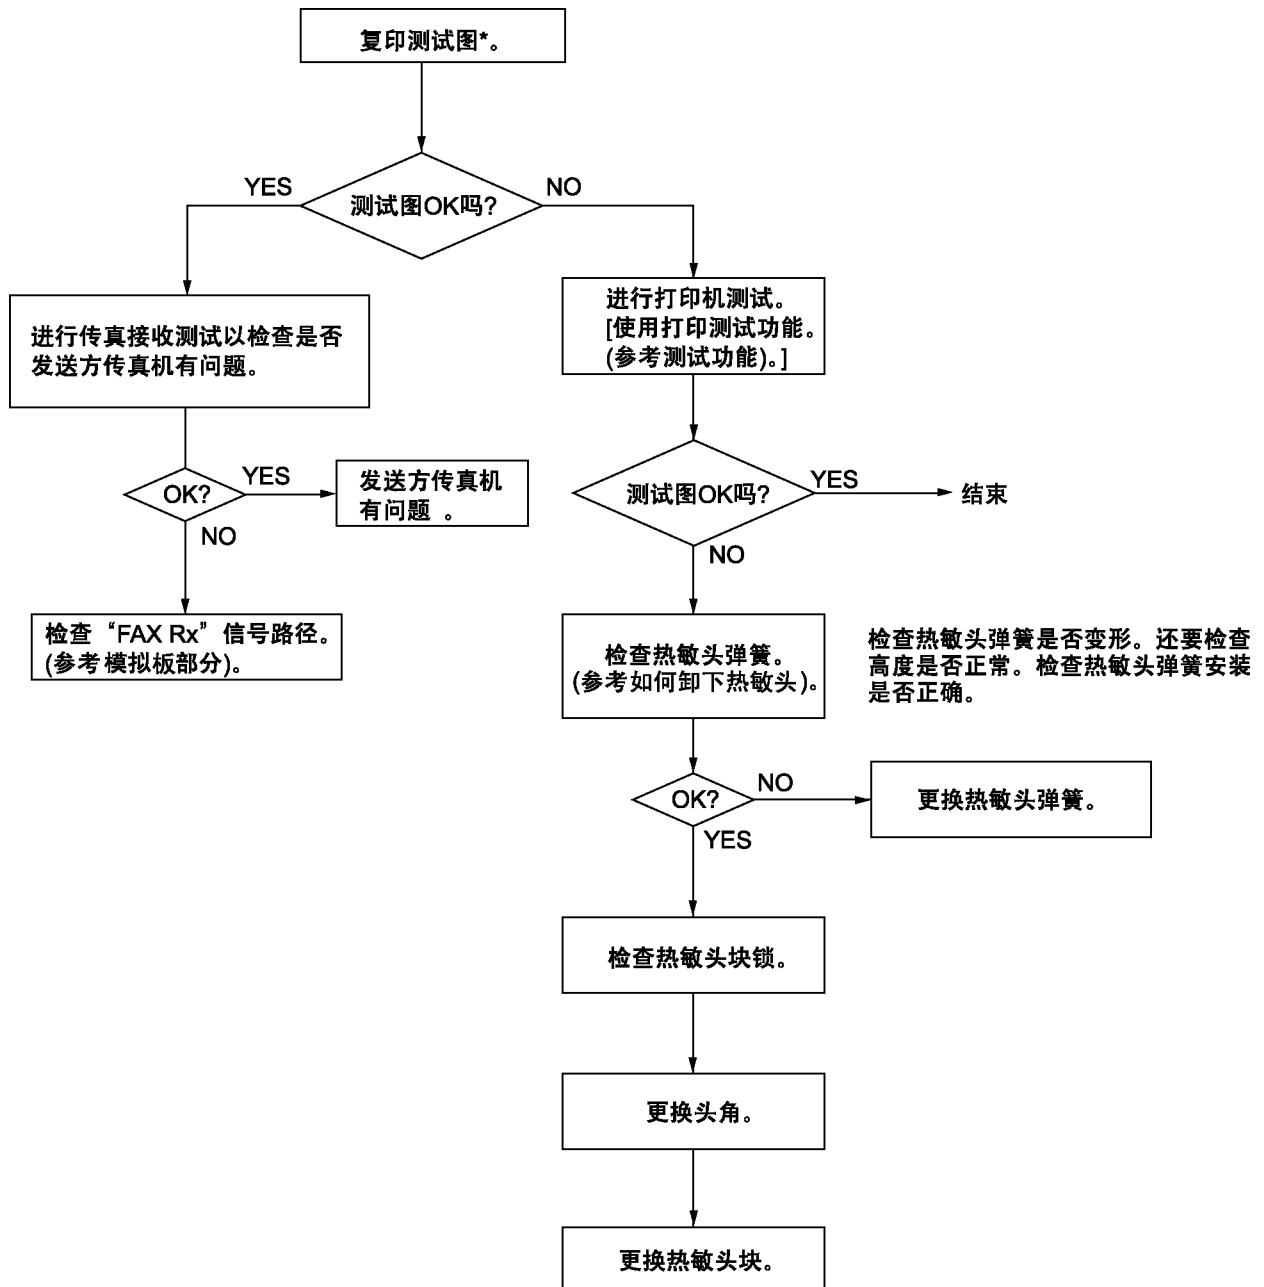 复印测试图*。
YES
测试图OK吗?
NO
进行传真接收测试以检查是否
发送方传真机有问题。
进行打印机测试。
[使用打印测试功能。
(参考测试功能)。]
OK?
YES
发送方传真机
有问题 。
NO
测试图OK吗?
YES
结束
NO
检查“FAX Rx”信号路径。
(参考模拟板部分)。
检查热敏头弹簧。
(参考如何卸下热敏头)。
检查热敏头弹簧是否变形。还要检查
高度是否正常。检查热敏头弹簧安装
是否正确。
OK?
NO
更换热敏头弹簧。
YES
检查热敏头块锁。
更换头角。
更换热敏头块。